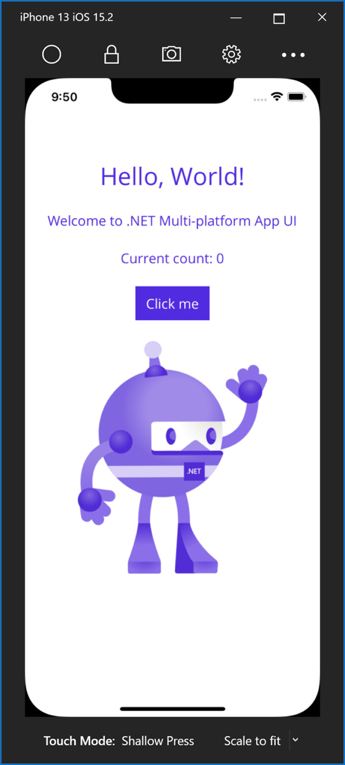 iPhone 13 iOS 15.2
9:50
Hello, World!
Welcome to .NET Multi-platform App UI
Current count: 0
Click me
.NET
Touch Mode: Shallow Press Scale to fit